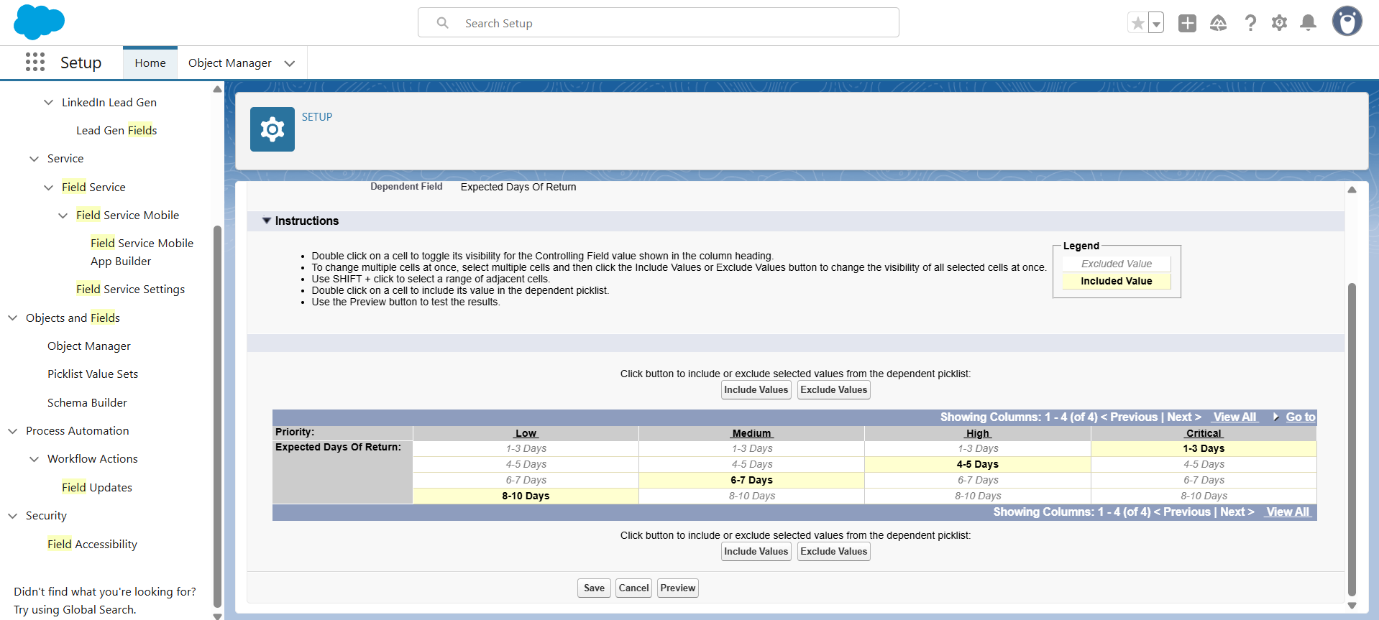 Search Setup
Setup
Home
Object Manager
LinkedIn Lead Gen
Lead Gen Fields
Service
Field Service
Field Service Mobile
Field Service Mobile
App Builder
Field Service Settings
Objects and Fields
Object Manager
Picklist Value Sets
Schema Builder
Process Automation
Workflow Actions
Field Updates
Security
Field Accessibility
Didn't find what you're looking for?
Try using Global Search.
SETUP
Dependent Field Expected Days Of Return
Instructions
• Double click on a cell to toggle its visibility for the Controlling Field value shown in the column heading.
• To change multiple cells at once, select multiple cells and then click the Include Values or Exclude Values button to change the visibility of all selected cells at once.
• Use SHIFT + click to select a range of adjacent cells.
• Double click on a cell to include its value in the dependent picklist.
• Use the Preview button to test the results.
Legend
Excluded Value
Included Value
Click button to include or exclude selected values from the dependent picklist:
Include Values Exclude Values
Showing Columns: 1 - 4 (of 4) < Previous | Next > View All Go to
Priority: Low Medium High Critical
Expected Days Of Return: 1-3 Days 1-3 Days 1-3 Days 1-3 Days
4-5 Days 4-5 Days 4-5 Days 4-5 Days
6-7 Days 6-7 Days 6-7 Days 6-7 Days
8-10 Days 8-10 Days 8-10 Days 8-10 Days
Showing Columns: 1 - 4 (of 4) < Previous | Next > View All
Click button to include or exclude selected values from the dependent picklist:
Include Values Exclude Values
Save Cancel Preview